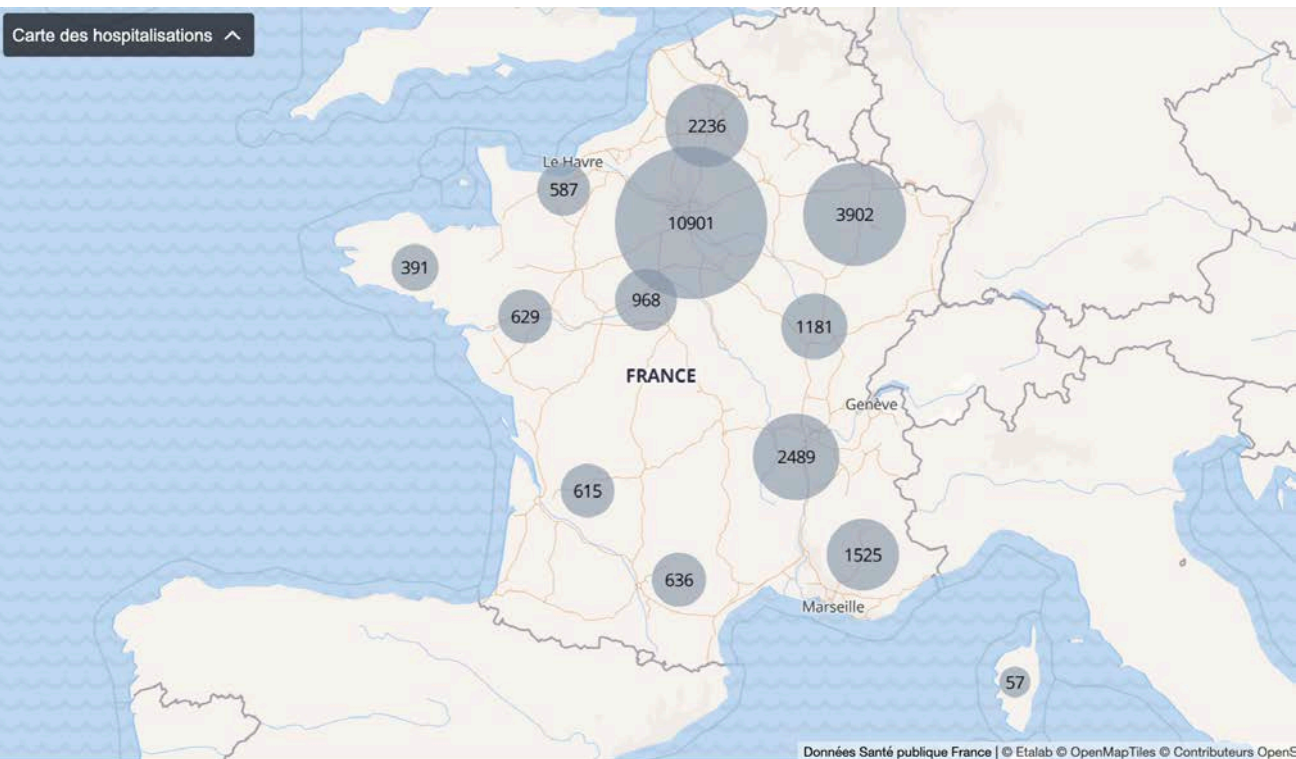 Carte des hospitalisations
2236
Le Havre
587
10901
3902
391
968
629
1181
FRANCE
Genève
2489
615
1525
636
Marseille
57
Données Santé publique France | © Etalab © OpenMapTiles © Contributeurs OpenS